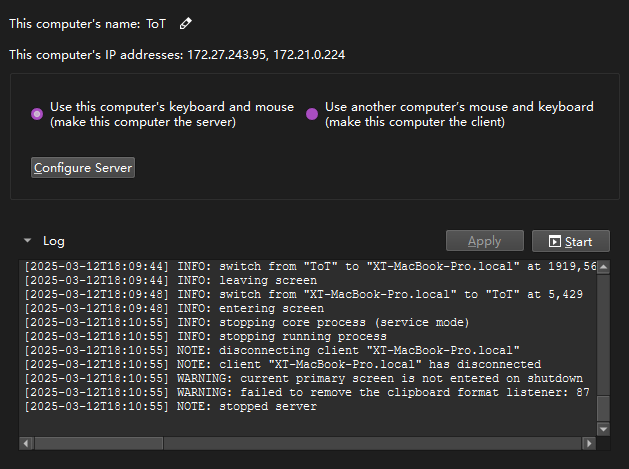 This computer's name: ToT
This computer's IP addresses: 172.27.243.95, 172.21.0.224
Use this computer's keyboard and mouse
(make this computer the server)
Use another computer's mouse and keyboard
(make this computer the client)
Configure Server
Log
Apply
Start
[2025-03-12T18:09:44] INFO: switch from "ToT" to "XT-MacBook-Pro.local" at 1919,56
[2025-03-12T18:09:44] INFO: leaving screen
[2025-03-12T18:09:48] INFO: switch from "XT-MacBook-Pro.local" to "ToT" at 5,429
[2025-03-12T18:09:48] INFO: entering screen
[2025-03-12T18:10:55] INFO: stopping core process (service mode)
[2025-03-12T18:10:55] INFO: stopping running process
[2025-03-12T18:10:55] NOTE: disconnecting client "XT-MacBook-Pro.local"
[2025-03-12T18:10:55] NOTE: client "XT-MacBook-Pro.local" has disconnected
[2025-03-12T18:10:55] WARNING: current primary screen is not entered on shutdown
[2025-03-12T18:10:55] WARNING: failed to remove the clipboard format listener: 87
[2025-03-12T18:10:55] NOTE: stopped server